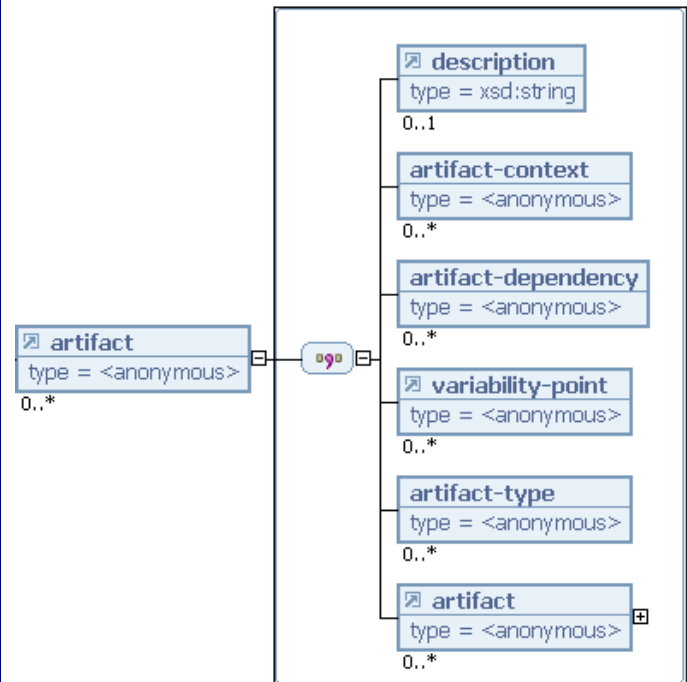 description
type = xsd:string
0..1
artifact-context
type = <anonymous>
0..*
artifact-dependency
type = <anonymous>
0..*
artifact
type = <anonymous>
0..*
variability-point
type = <anonymous>
0..*
artifact-type
type = <anonymous>
0..*
artifact
type = <anonymous>
0..*